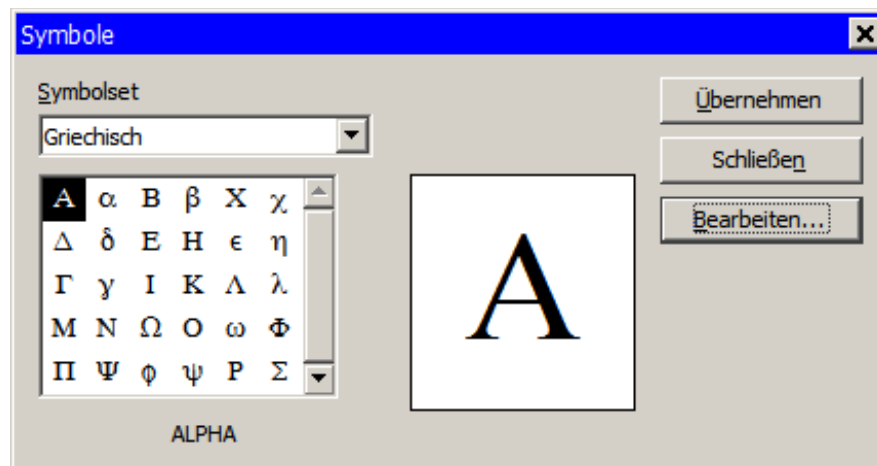 Symbole
Symbolset
Griechisch
Α α Β β Χ χ
Δ δ Ε Η ϵ η
Γ γ Ι Κ Λ λ
Μ Ν Ω Ο ω Φ
Π Ψ ϕ ψ Ρ Σ
ALPHA
Α
Übernehmen
Schließen
Bearbeiten...